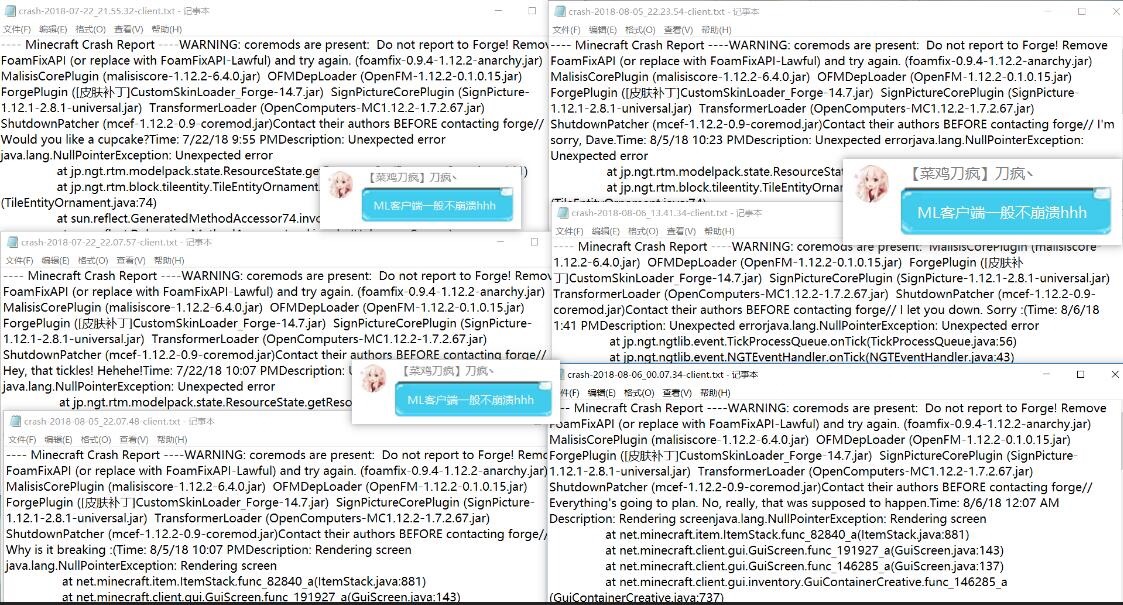 crash-2018-07-22_21.55.32-client.txt - 记事本
文件(F) 编辑(E) 格式(O) 查看(V) 帮助(H)
---- Minecraft Crash Report ----WARNING: coremods are present: Do not report to Forge! Remov
FoamFixAPI (or replace with FoamFixAPI-Lawful) and try again. (foamfix-0.9.4-1.12.2-anarchy.jar)
MalisisCorePlugin (malisiscore-1.12.2-6.4.0.jar) OFMDepLoader (OpenFM-1.12.2-0.1.0.15.jar)
ForgePlugin ([皮肤补丁]CustomSkinLoader_Forge-14.7.jar) SignPictureCorePlugin (SignPicture-
1.12.1-2.8.1-universal.jar) TransformerLoader (OpenComputers-MC1.12.2-1.7.2.67.jar)
ShutdownPatcher (mcef-1.12.2-0.9-coremod.jar)Contact their authors BEFORE contacting forge//
Would you like a cupcake?Time: 7/22/18 9:55 PMDescription: Unexpected error
java.lang.NullPointerException: Unexpected error
at jp.ngt.rtm.modelpack.state.ResourceState.ge
at jp.ngt.rtm.block.tileentity.TileEntityOrnament.
(TileEntityOrnament.java:74)
at sun.reflect.GeneratedMethodAccessor74.invo
【菜鸡刀疯】刀疯丶
ML客户端一般不崩溃hhh
crash-2018-07-22_22.07.57-client.txt - 记事本
文件(F) 编辑(E) 格式(O) 查看(V) 帮助(H)
---- Minecraft Crash Report ----WARNING: coremods are present: Do not report to Forge! Remov
FoamFixAPI (or replace with FoamFixAPI-Lawful) and try again. (foamfix-0.9.4-1.12.2-anarchy.jar)
MalisisCorePlugin (malisiscore-1.12.2-6.4.0.jar) OFMDepLoader (OpenFM-1.12.2-0.1.0.15.jar)
ForgePlugin ([皮肤补丁]CustomSkinLoader_Forge-14.7.jar) SignPictureCorePlugin (SignPicture-
1.12.1-2.8.1-universal.jar) TransformerLoader (OpenComputers-MC1.12.2-1.7.2.67.jar)
ShutdownPatcher (mcef-1.12.2-0.9-coremod.jar)Contact their authors BEFORE contacting forge//
Hey, that tickles! Hehehe!Time: 7/22/18 10:07 PMDescription:
java.lang.NullPointerException: Unexpected error
at jp.ngt.rtm.modelpack.state.ResourceState.getReso
【菜鸡刀疯】刀疯丶
ML客户端一般不崩溃hhh
crash-2018-08-05_22.07.48-client.txt - 记事本
文件(F) 编辑(E) 格式(O) 查看(V) 帮助(H)
---- Minecraft Crash Report ----WARNING: coremods are present: Do not report to Forge! Rem
FoamFixAPI (or replace with FoamFixAPI-Lawful) and try again. (foamfix-0.9.4-1.12.2-anarchy.jar)
MalisisCorePlugin (malisiscore-1.12.2-6.4.0.jar) OFMDepLoader (OpenFM-1.12.2-0.1.0.15.jar)
ForgePlugin ([皮肤补丁]CustomSkinLoader_Forge-14.7.jar) SignPictureCorePlugin (SignPicture-
1.12.1-2.8.1-universal.jar) TransformerLoader (OpenComputers-MC1.12.2-1.7.2.67.jar)
ShutdownPatcher (mcef-1.12.2-0.9-coremod.jar)Contact their authors BEFORE contacting forge//
Why is it breaking :(Time: 8/5/18 10:07 PMDescription: Rendering screen
java.lang.NullPointerException: Rendering screen
at net.minecraft.item.ItemStack.func_82840_a(ItemStack.java:881)
at net.minecraft.client.gui.GuiScreen.func_191927_a(GuiScreen.java:143)
crash-2018-08-05_22.23.54-client.txt - 记事本
文件(F) 编辑(E) 格式(O) 查看(V) 帮助(H)
---- Minecraft Crash Report ----WARNING: coremods are present: Do not report to Forge! Remove
FoamFixAPI (or replace with FoamFixAPI-Lawful) and try again. (foamfix-0.9.4-1.12.2-anarchy.jar)
MalisisCorePlugin (malisiscore-1.12.2-6.4.0.jar) OFMDepLoader (OpenFM-1.12.2-0.1.0.15.jar)
ForgePlugin ([皮肤补丁]CustomSkinLoader_Forge-14.7.jar) SignPictureCorePlugin (SignPicture-
1.12.1-2.8.1-universal.jar) TransformerLoader (OpenComputers-MC1.12.2-1.7.2.67.jar)
ShutdownPatcher (mcef-1.12.2-0.9-coremod.jar)Contact their authors BEFORE contacting forge// I'm
sorry, Dave.Time: 8/5/18 10:23 PMDescription: Unexpected errorjava.lang.NullPointerException:
Unexpected error
at jp.ngt.rtm.modelpack.state.ResourceState
at jp.ngt.rtm.block.tileentity.TileEntityOrna
(TileEntityOrnament.java:74)
【菜鸡刀疯】刀疯丶
ML客户端一般不崩溃hhh
crash-2018-08-06_13.41.34-client.txt - 记事本
文件(F) 编辑(E) 格式(O) 查看(V) 帮助(H)
---- Minecraft Crash Report ----WARNING: coremods are present: MalisisCorePlugin (malisiscore-
1.12.2-6.4.0.jar) OFMDepLoader (OpenFM-1.12.2-0.1.0.15.jar) ForgePlugin ([皮肤补
丁]CustomSkinLoader_Forge-14.7.jar) SignPictureCorePlugin (SignPicture-1.12.1-2.8.1-universal.jar)
TransformerLoader (OpenComputers-MC1.12.2-1.7.2.67.jar) ShutdownPatcher (mcef-1.12.2-0.9-
coremod.jar)Contact their authors BEFORE contacting forge// I let you down. Sorry :(Time: 8/6/18
1:41 PMDescription: Unexpected errorjava.lang.NullPointerException: Unexpected error
at jp.ngt.ngtlib.event.TickProcessQueue.onTick(TickProcessQueue.java:56)
at jp.ngt.ngtlib.event.NGTEventHandler.onTick(NGTEventHandler.java:43)
crash-2018-08-06_00.07.34-client.txt - 记事本
文件(F) 编辑(E) 格式(O) 查看(V) 帮助(H)
---- Minecraft Crash Report ----WARNING: coremods are present: Do not report to Forge! Remove
FoamFixAPI (or replace with FoamFixAPI-Lawful) and try again. (foamfix-0.9.4-1.12.2-anarchy.jar)
MalisisCorePlugin (malisiscore-1.12.2-6.4.0.jar) OFMDepLoader (OpenFM-1.12.2-0.1.0.15.jar)
ForgePlugin ([皮肤补丁]CustomSkinLoader_Forge-14.7.jar) SignPictureCorePlugin (SignPicture-
1.12.1-2.8.1-universal.jar) TransformerLoader (OpenComputers-MC1.12.2-1.7.2.67.jar)
ShutdownPatcher (mcef-1.12.2-0.9-coremod.jar)Contact their authors BEFORE contacting forge//
Everything's going to plan. No, really, that was supposed to happen.Time: 8/6/18 12:07 AM
Description: Rendering screenjava.lang.NullPointerException: Rendering screen
at net.minecraft.item.ItemStack.func_82840_a(ItemStack.java:881)
at net.minecraft.client.gui.GuiScreen.func_191927_a(GuiScreen.java:143)
at net.minecraft.client.gui.GuiScreen.func_146285_a(GuiScreen.java:137)
at net.minecraft.client.gui.inventory.GuiContainerCreative.func_146285_a
(GuiContainerCreative.java:737)